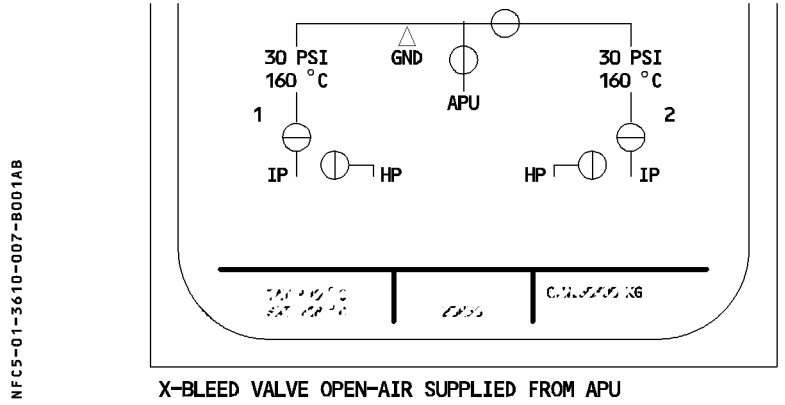 30 PSI
160 °C
GND
30 PSI
160 °C
APU
1
2
IP
HP
HP
IP
KG
X-BLEED VALVE OPEN-AIR SUPPLIED FROM APU
NFC5-01-3610-007-B001AB